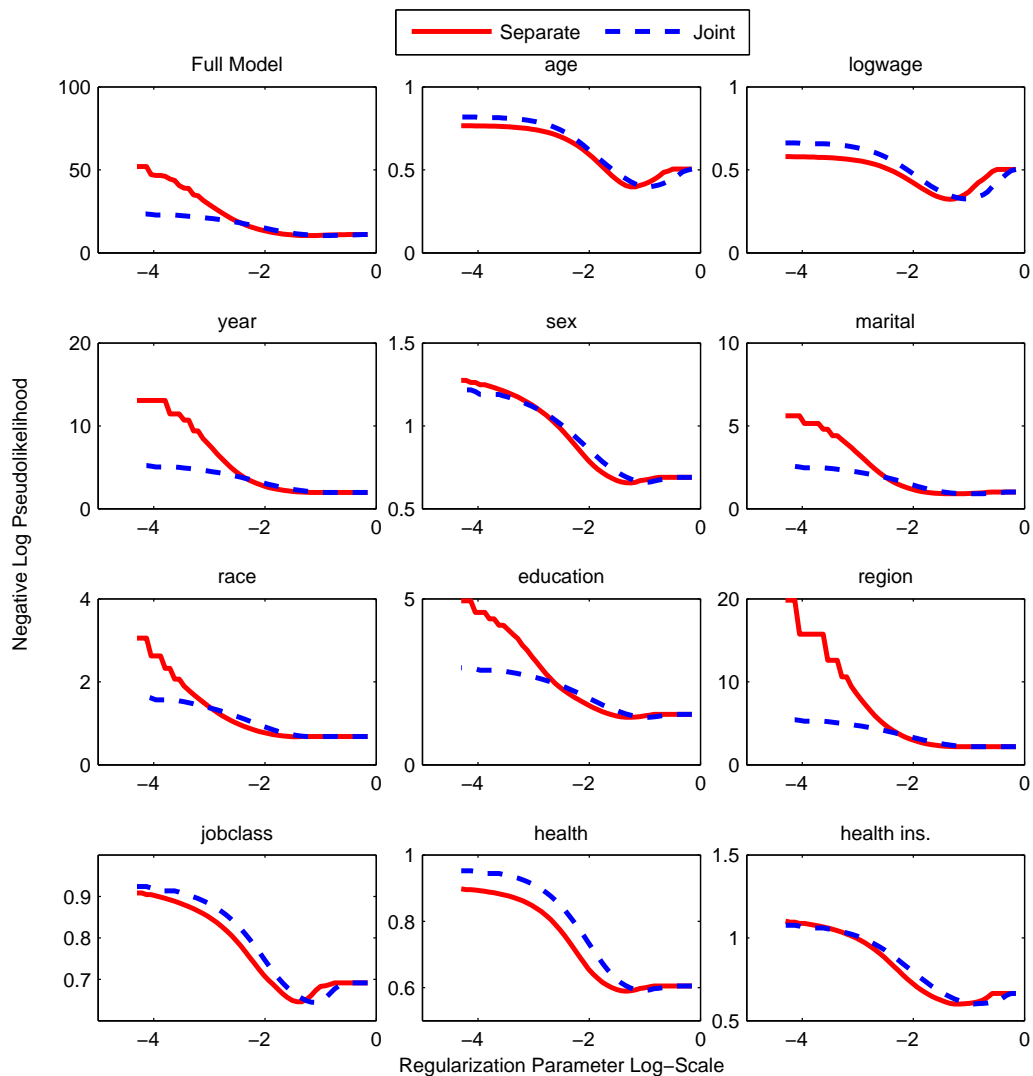 Separate Joint
Full Model age logwage
100 1 1
50 0.5 0.5
0 0 0
−4 −2 0 −4 −2 0 −4 −2 0
year sex marital
20 1.5 10
15
10 1 5
5
0 0.5 0
−4 −2 0 −4 −2 0 −4 −2 0
race education region
4 5 20
2 10
0 0 0
−4 −2 0 −4 −2 0 −4 −2 0
jobclass health health ins.
1 1.5
0.9
0.8 0.8 1
0.7
0.6 0.5
−4 −2 0 −4 −2 0 −4 −2 0
Negative Log Pseudolikelihood
Regularization Parameter Log−Scale